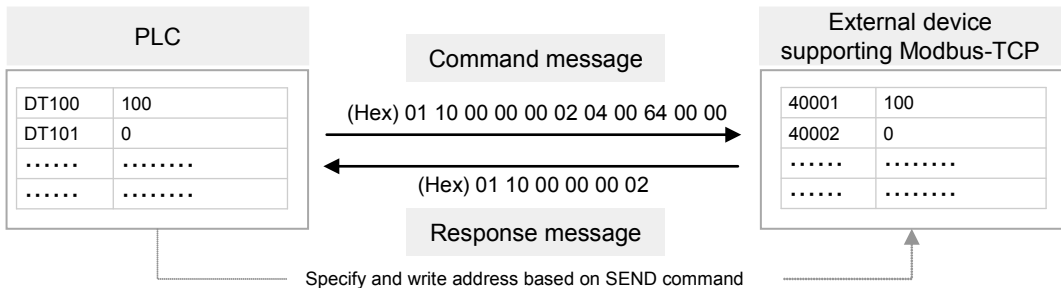 PLC
External device
supporting Modbus-TCP
Command message
DT100 100
DT101 0
...... ........
...... ........
(Hex) 01 10 00 00 00 02 04 00 64 00 00
(Hex) 01 10 00 00 00 02
Response message
40001 100
40002 0
...... ........
...... ........
Specify and write address based on SEND command